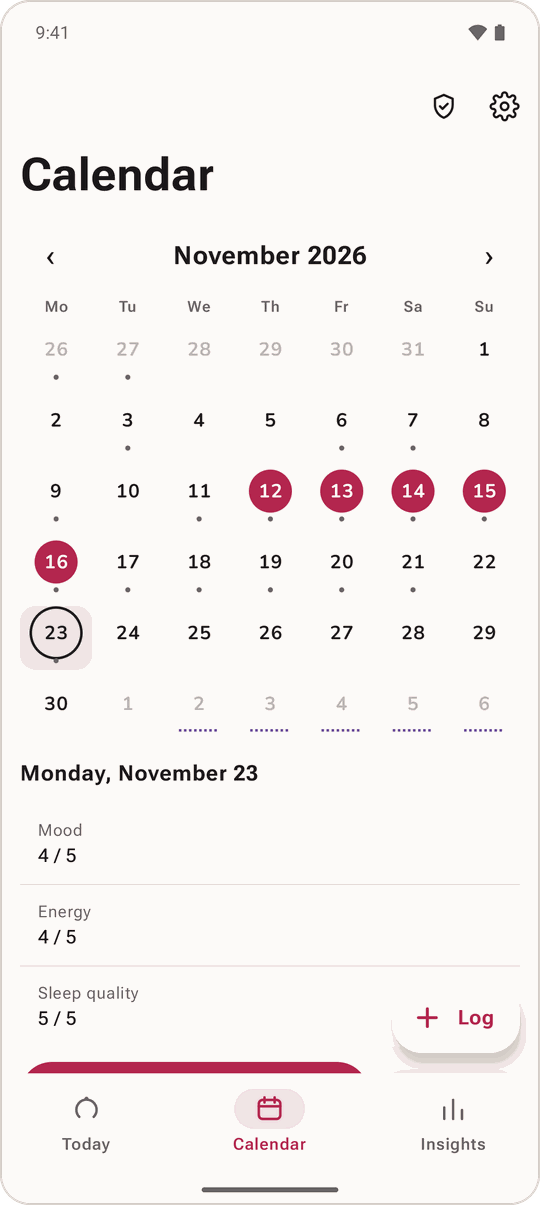 9:41
Calendar
‹ November 2026 ›
Mo Tu We Th Fr Sa Su
26 27 28 29 30 31 1
2 3 4 5 6 7 8
9 10 11 12 13 14 15
16 17 18 19 20 21 22
23 24 25 26 27 28 29
30 1 2 3 4 5 6
Monday, November 23
Mood
4 / 5
Energy
4 / 5
Sleep quality
5 / 5
+ Log
Today Calendar Insights